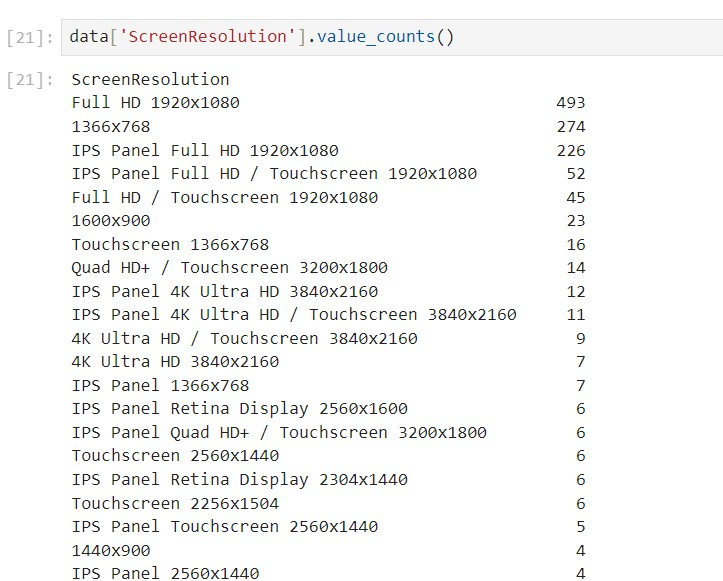 [21]: data['ScreenResolution'].value_counts()
[21]: ScreenResolution
Full HD 1920x1080 493
1366x768 274
IPS Panel Full HD 1920x1080 226
IPS Panel Full HD / Touchscreen 1920x1080 52
Full HD / Touchscreen 1920x1080 45
1600x900 23
Touchscreen 1366x768 16
Quad HD+ / Touchscreen 3200x1800 14
IPS Panel 4K Ultra HD 3840x2160 12
IPS Panel 4K Ultra HD / Touchscreen 3840x2160 11
4K Ultra HD / Touchscreen 3840x2160 9
4K Ultra HD 3840x2160 7
IPS Panel 1366x768 7
IPS Panel Retina Display 2560x1600 6
IPS Panel Quad HD+ / Touchscreen 3200x1800 6
Touchscreen 2560x1440 6
IPS Panel Retina Display 2304x1440 6
Touchscreen 2256x1504 6
IPS Panel Touchscreen 2560x1440 5
1440x900 4
IPS Panel 2560x1440 4